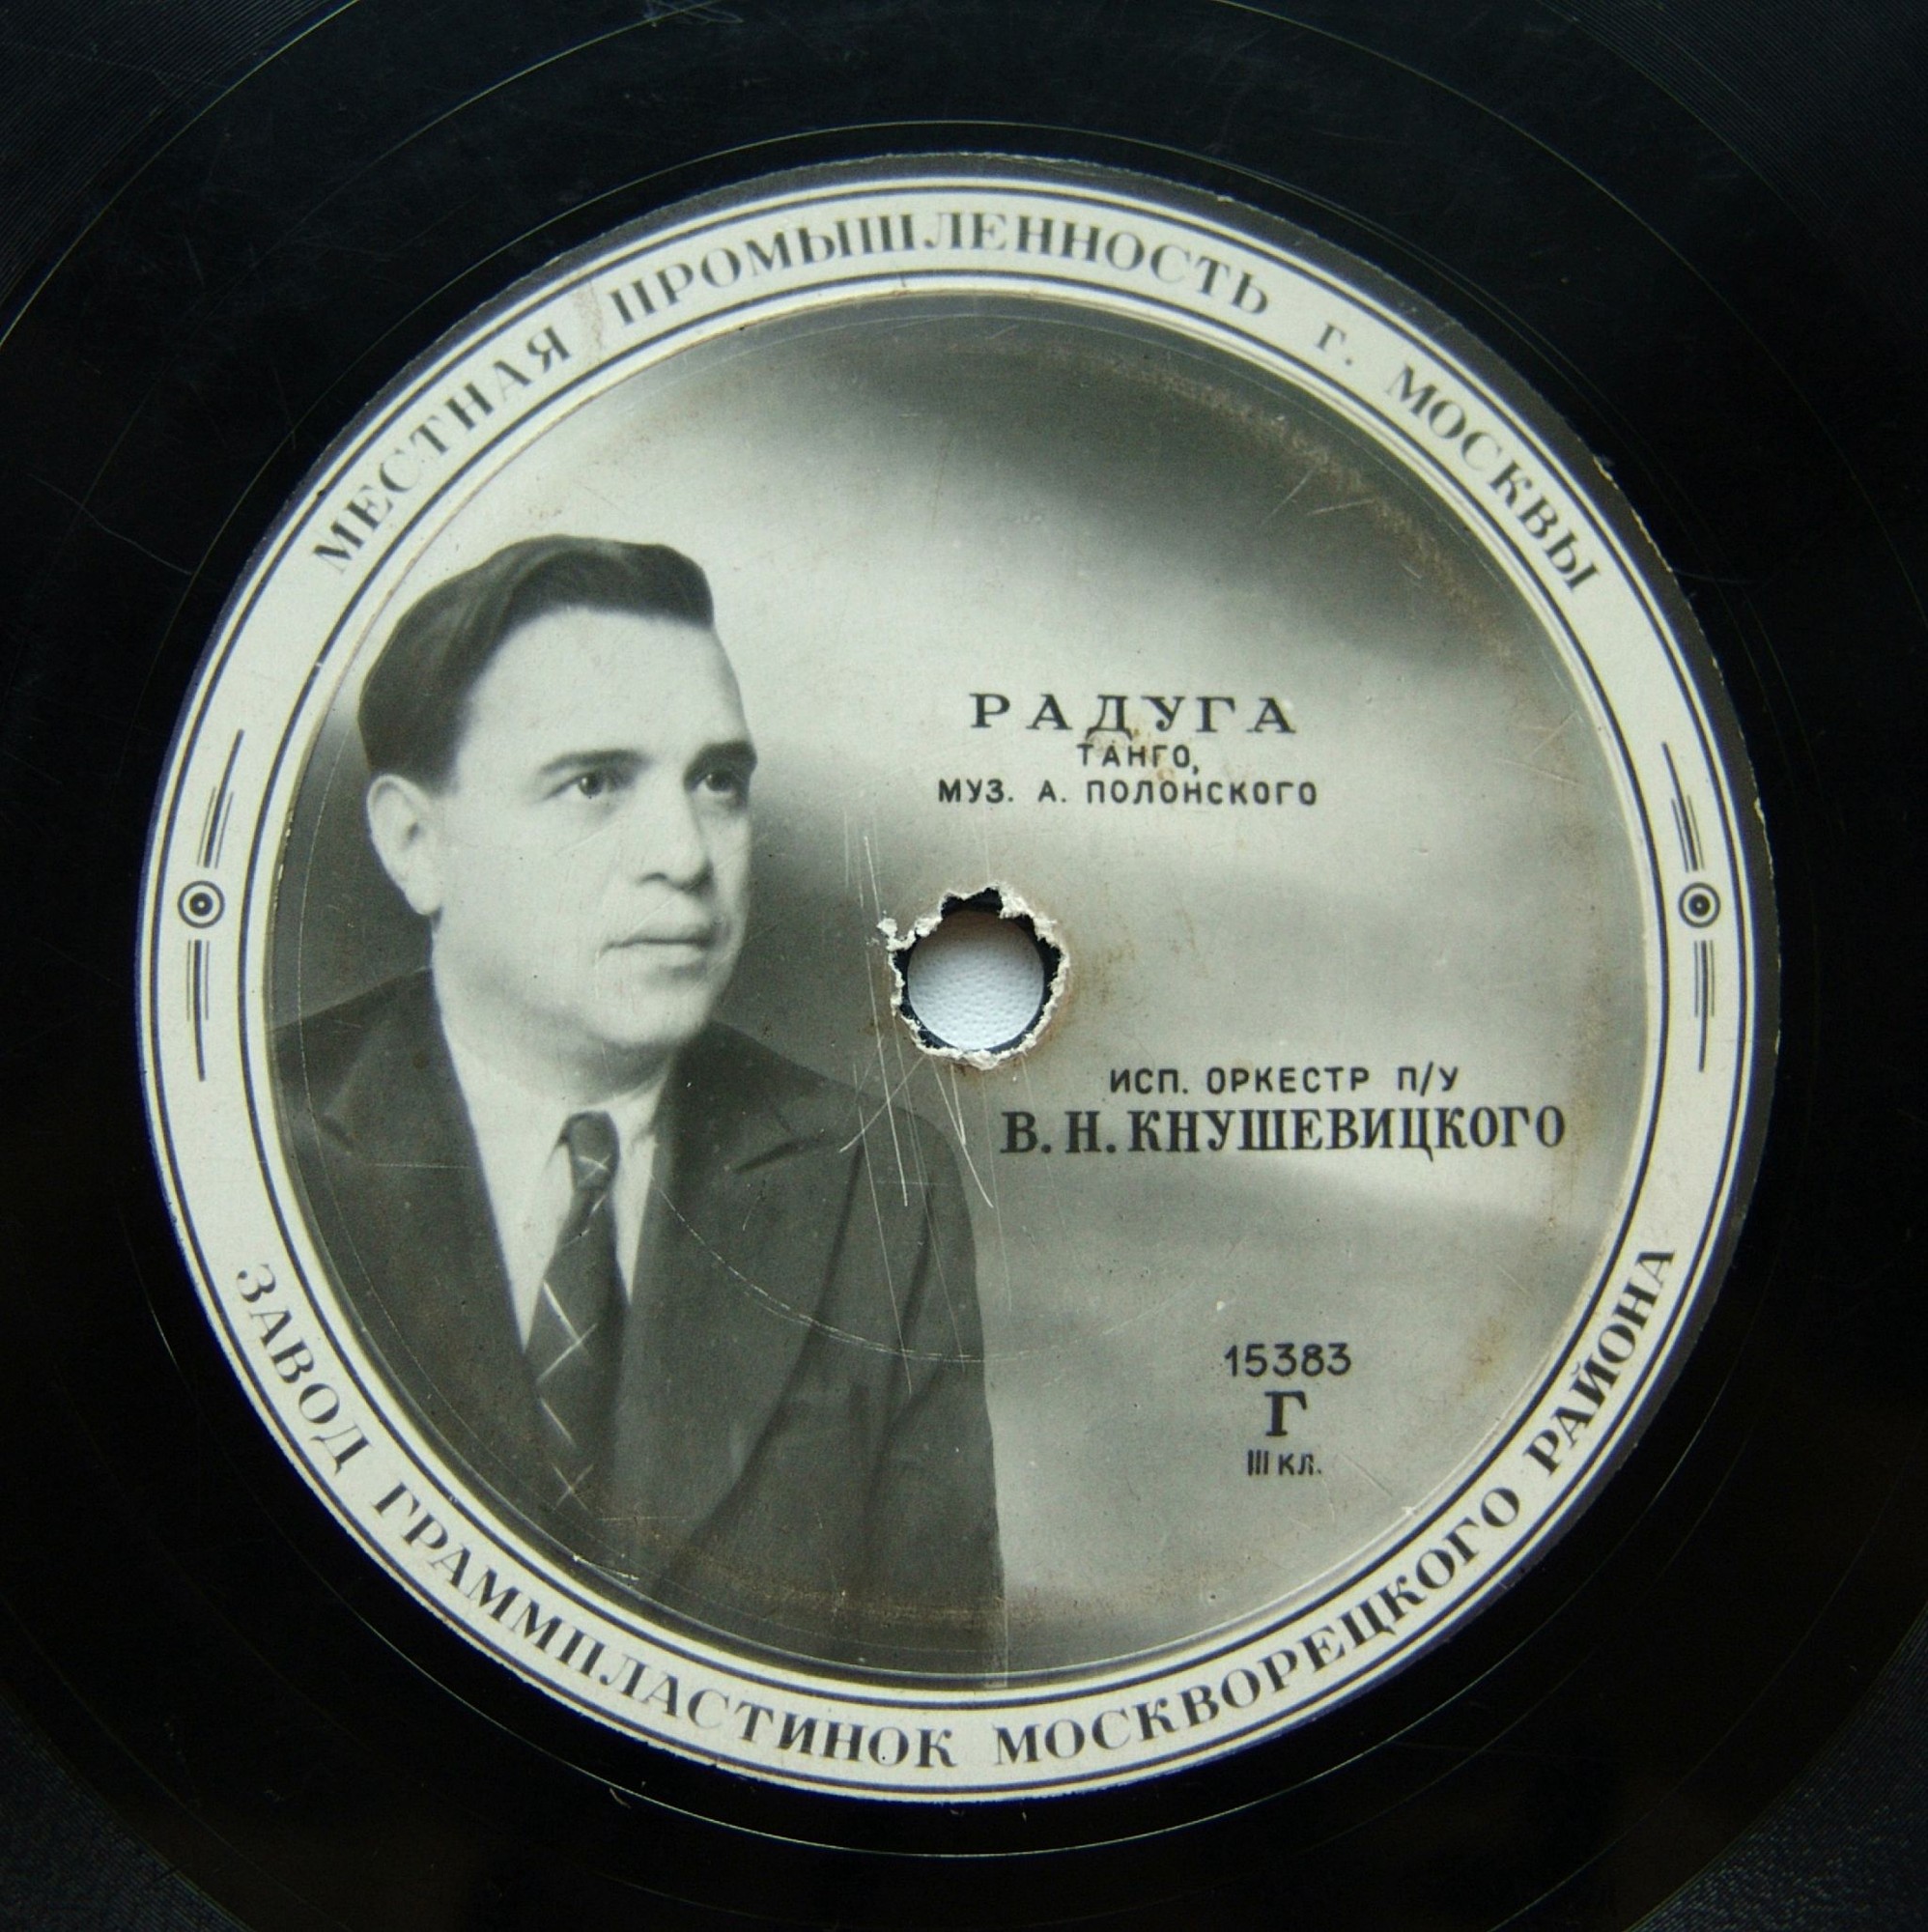 МЕСТНАЯ ПРОМЫШЛЕННОСТЬ г. МОСКВЫ
РАДУГА
ТАНГО,
МУЗ. А. ПОЛОНСКОГО
ИСП. ОРКЕСТР П/У
В. Н. КНУШЕВИЦКОГО
15383
Г
III КЛ.
ЗАВОД ГРАММПЛАСТИНОК МОСКВОРЕЦКОГО РАЙОНА